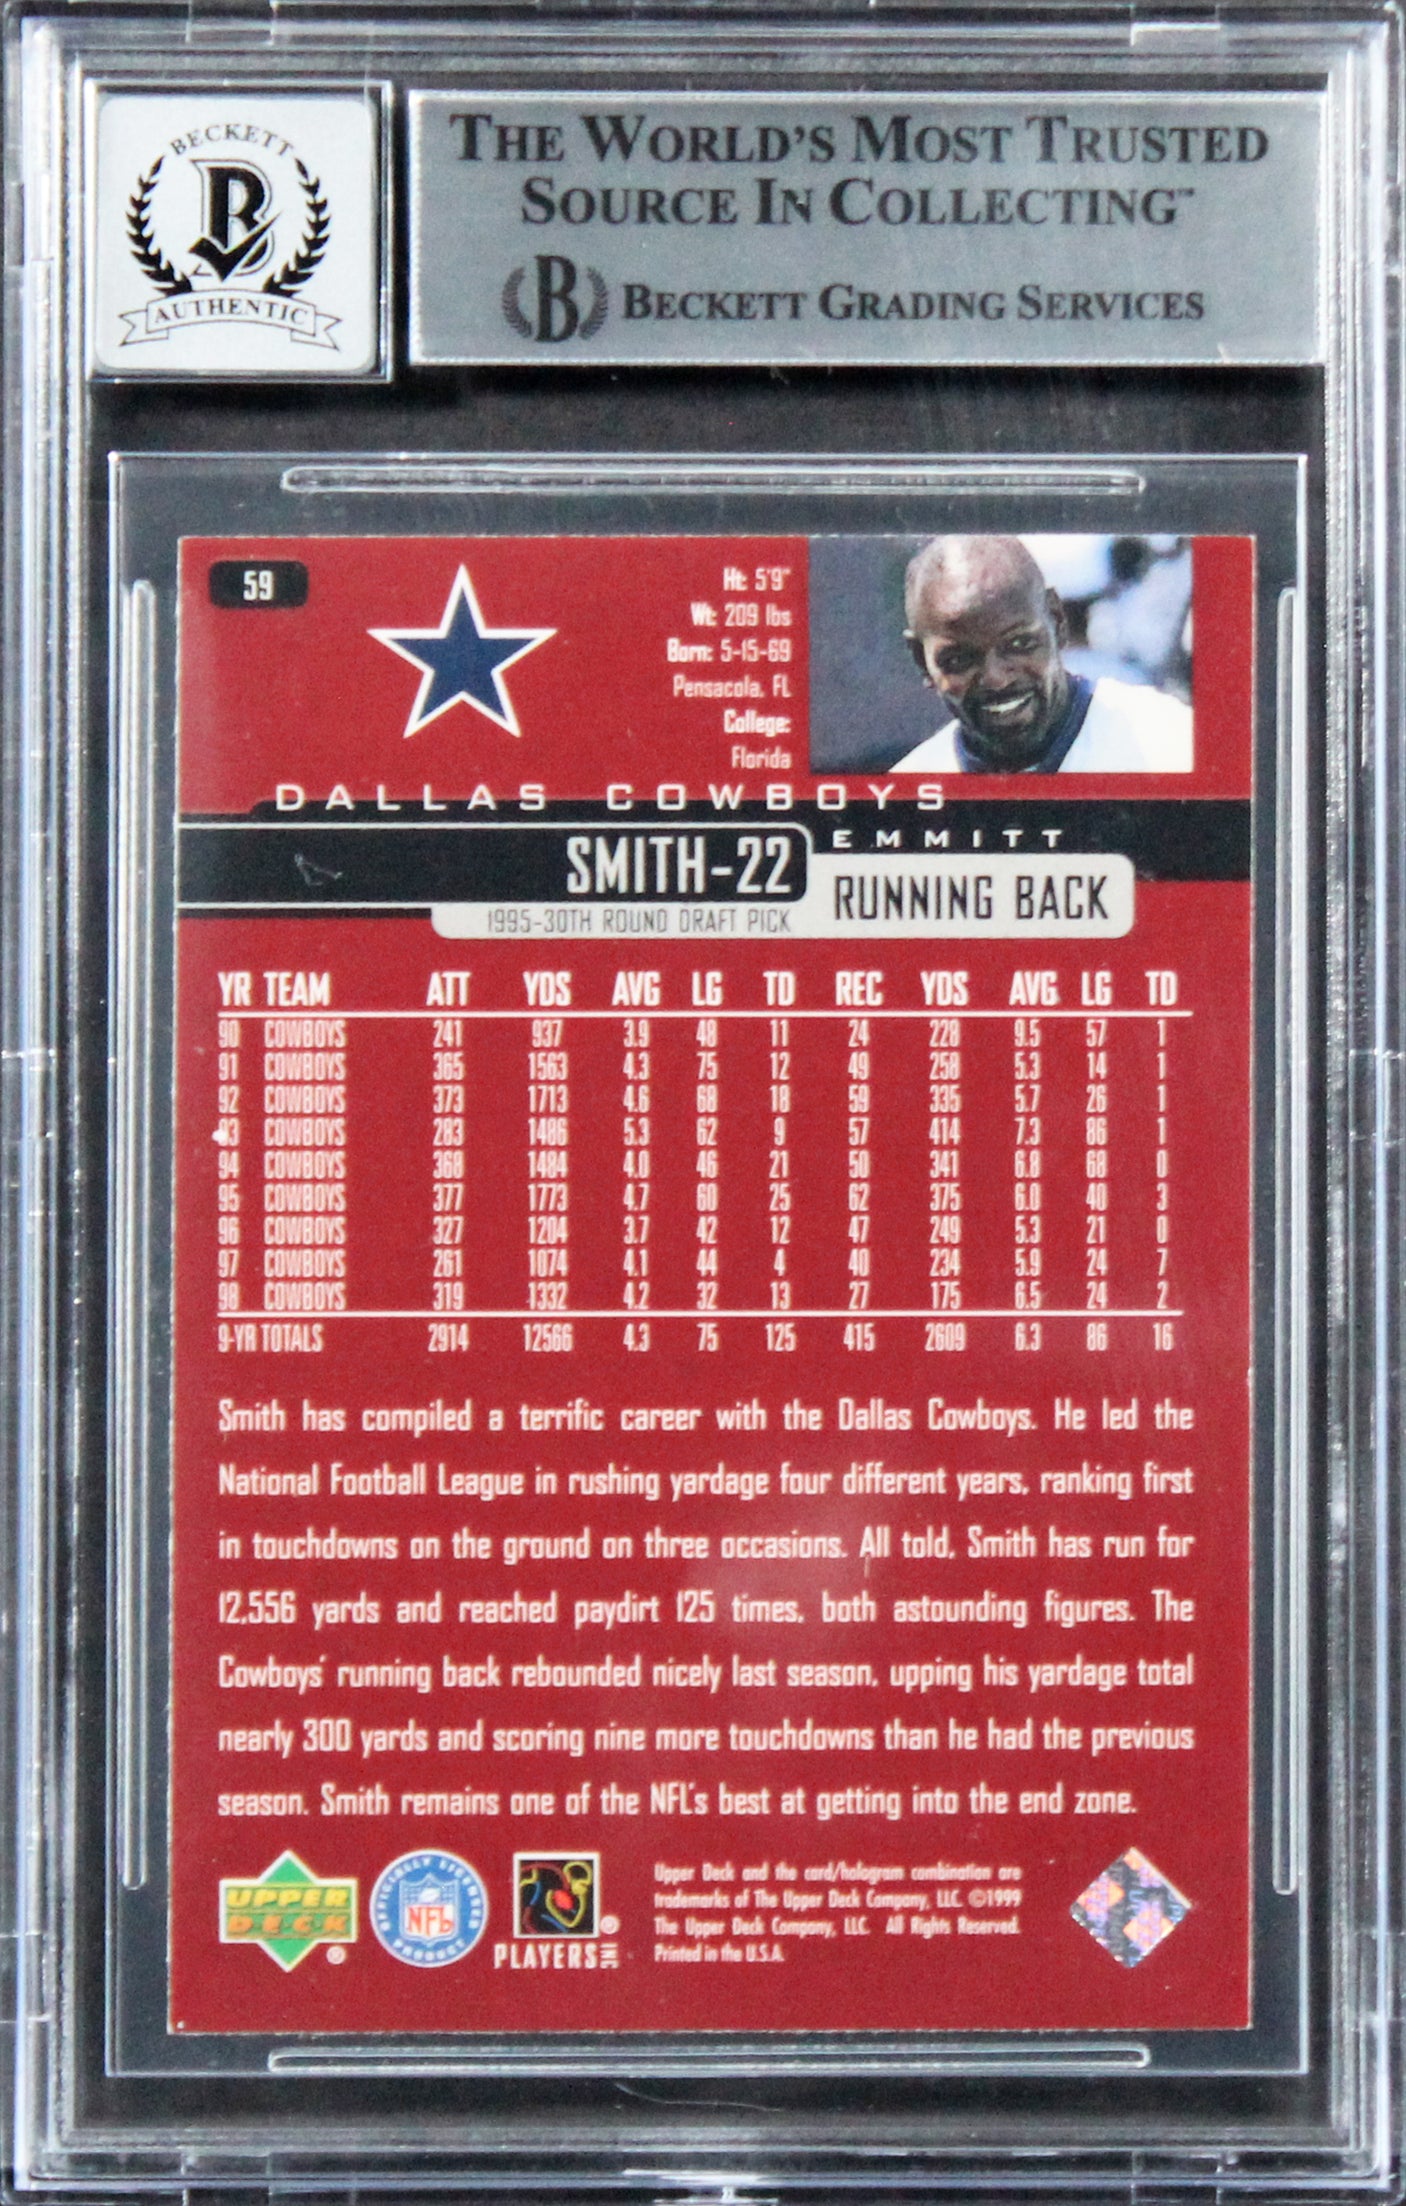 BECKETT
B
AUTHENTIC
THE WORLD'S MOST TRUSTED
SOURCE IN COLLECTING™
B BECKETT GRADING SERVICES
59
Ht: 5'9"
Wt: 209 lbs
Born: 5-15-69
Pensacola, FL
College:
Florida
DALLAS COWBOYS
EMMITT
SMITH-22
RUNNING BACK
1995-30TH ROUND DRAFT PICK
YR TEAM ATT YDS AVG LG TD REC YDS AVG LG TD
90 COWBOYS 241 937 3.9 48 11 24 228 9.5 57 1
91 COWBOYS 365 1563 4.3 75 12 49 258 5.3 14 1
92 COWBOYS 373 1713 4.6 68 18 59 335 5.7 26 1
93 COWBOYS 283 1486 5.3 62 9 57 414 7.3 86 1
94 COWBOYS 368 1484 4.0 46 21 50 341 6.8 68 0
95 COWBOYS 377 1773 4.7 60 25 62 375 6.0 40 3
96 COWBOYS 327 1204 3.7 42 12 47 249 5.3 21 0
97 COWBOYS 261 1074 4.1 44 4 40 234 5.9 24 7
98 COWBOYS 319 1332 4.2 32 13 27 175 6.5 24 2
9-YR TOTALS 2914 12566 4.3 75 125 415 2609 6.3 86 16
Smith has compiled a terrific career with the Dallas Cowboys. He led the
National Football League in rushing yardage four different years, ranking first
in touchdowns on the ground on three occasions. All told, Smith has run for
12,556 yards and reached paydirt 125 times, both astounding figures. The
Cowboys' running back rebounded nicely last season, upping his yardage total
nearly 300 yards and scoring nine more touchdowns than he had the previous
season. Smith remains one of the NFL's best at getting into the end zone.
UPPER
DECK®
OFFICIALLY LICENSED
NFL
PRODUCT
PLAYERS INC®
Upper Deck and the card/hologram combination are
trademarks of The Upper Deck Company, LLC. ©1999
The Upper Deck Company, LLC. All Rights Reserved.
Printed in the U.S.A.